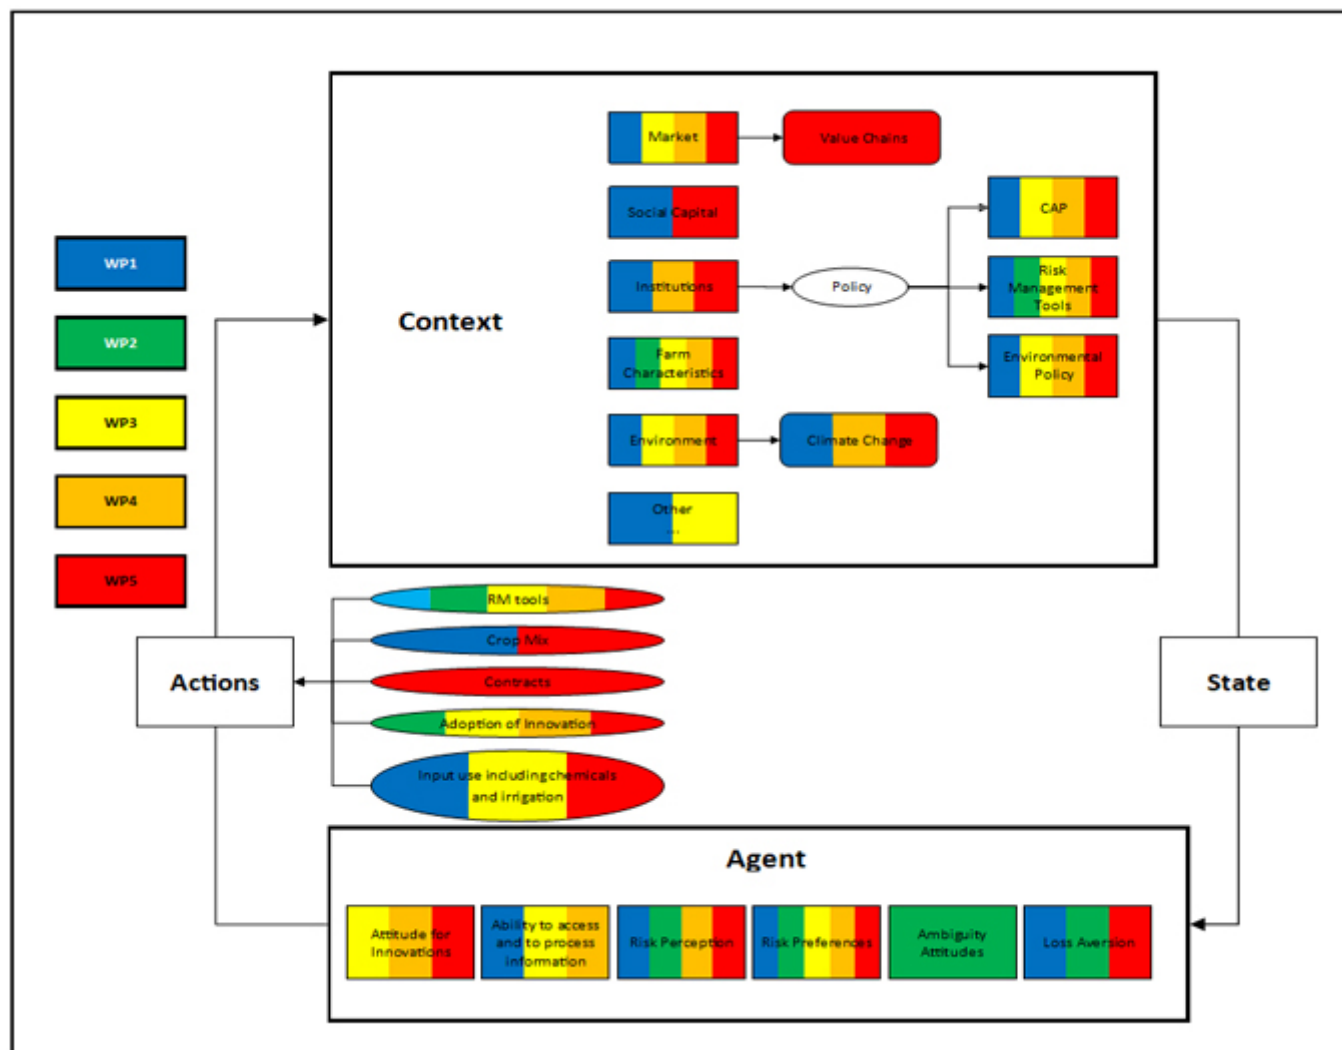 Market
Value Chains
Social Capital
CAP
Institutions
Policy
Risk
Management
Tools
Context
Farm
Characteristics
Environmental
Policy
Environment
Climate Change
Other
...
WP1
WP2
WP3
WP4
WP5
RM tools
Crop Mix
Contracts
Adoption of Innovation
Input use including chemicals
and irrigation
Actions
State
Agent
Attitude for
Innovations
Ability to access
and to process
information
Risk Perception
Risk Preferences
Ambiguity
Attitudes
Loss Aversion